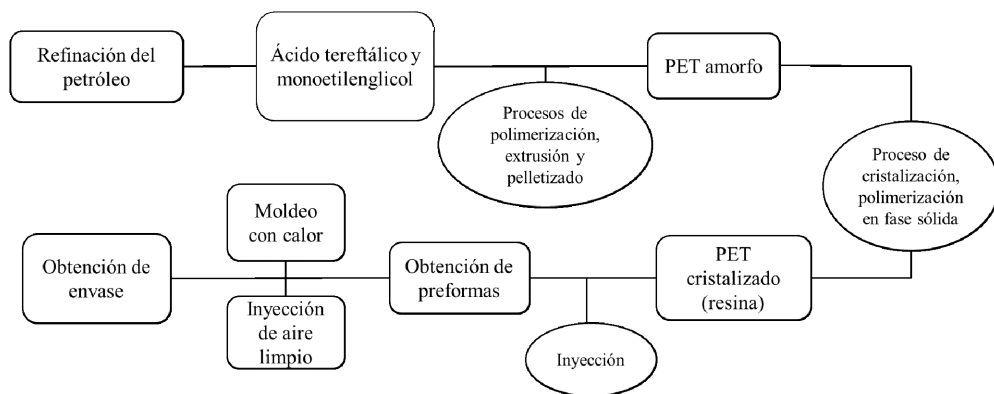 Refinación del
petróleo
Ácido tereftálico y
monoetilenglicol
PET amorfo
Procesos de
polimerización,
extrusión y
pelletizado
Proceso de
cristalización,
polimerización
en fase sólida
PET
cristalizado
(resina)
Inyección
Obtención de
preformas
Moldeo
con calor
Inyección
de aire
limpio
Obtención de
envase